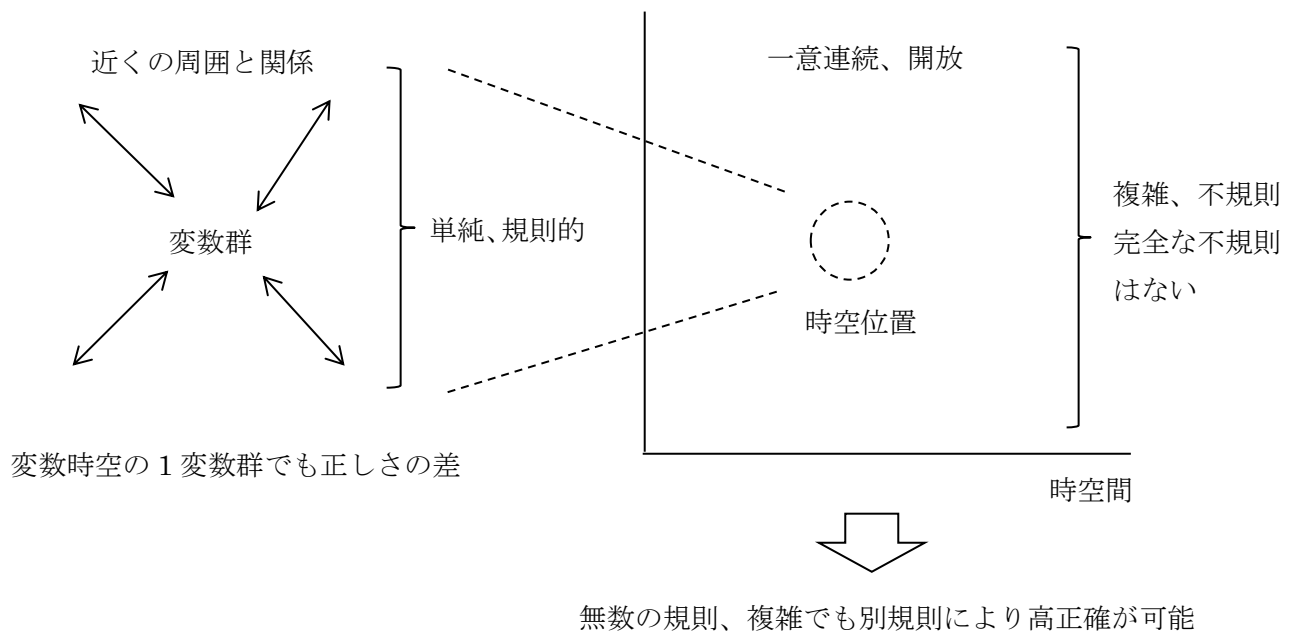 近くの周囲と関係
変数群
単純、規則的
変数時空の1変数群でも正しさの差
一意連続、開放
時空位置
複雑、不規則
完全な不規則
はない
時空間
無数の規則、複雑でも別規則により高正確が可能